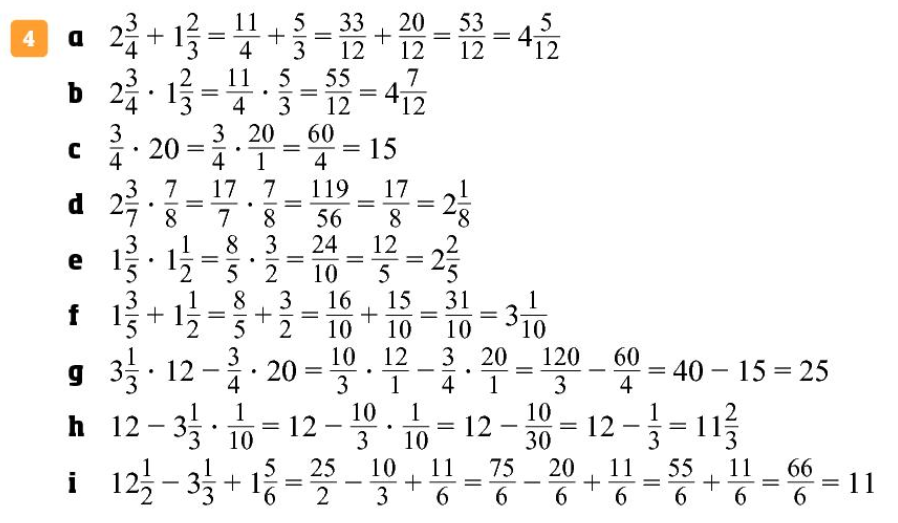 4 a 2 3/4 + 1 2/3 = 11/4 + 5/3 = 33/12 + 20/12 = 53/12 = 4 5/12
b 2 3/4 · 1 2/3 = 11/4 · 5/3 = 55/12 = 4 7/12
c 3/4 · 20 = 3/4 · 20/1 = 60/4 = 15
d 2 3/7 · 7/8 = 17/7 · 7/8 = 119/56 = 17/8 = 2 1/8
e 1 3/5 · 1 1/2 = 8/5 · 3/2 = 24/10 = 12/5 = 2 2/5
f 1 3/5 + 1 1/2 = 8/5 + 3/2 = 16/10 + 15/10 = 31/10 = 3 1/10
g 3 1/3 · 12 − 3/4 · 20 = 10/3 · 12/1 − 3/4 · 20/1 = 120/3 − 60/4 = 40 − 15 = 25
h 12 − 3 1/3 · 1/10 = 12 − 10/3 · 1/10 = 12 − 10/30 = 12 − 1/3 = 11 2/3
i 12 1/2 − 3 1/3 + 1 5/6 = 25/2 − 10/3 + 11/6 = 75/6 − 20/6 + 11/6 = 55/6 + 11/6 = 66/6 = 11